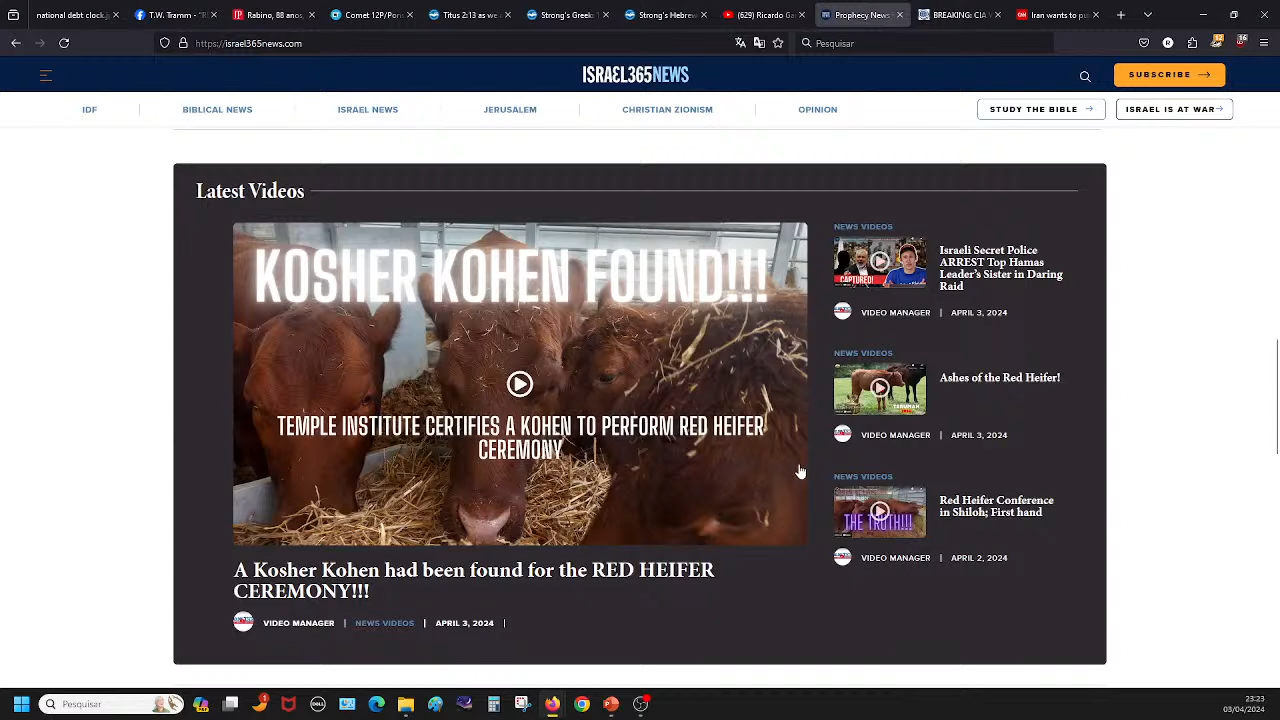 national debt clock.j
T.W. Tamm - "R
Rabino, 88 anos,
Comet 12P/Pons
Titus 2:13 as we
Strong's Greek:
Strong's Hebrew
(629) Ricardo Ga
Prophecy News
BREAKING: CIA
Iran wants to pu
https://israel365news.com
Pesquisar
ISRAEL365NEWS
SUBSCRIBE
IDF
BIBLICAL NEWS
ISRAEL NEWS
JERUSALEM
CHRISTIAN ZIONISM
OPINION
STUDY THE BIBLE
ISRAEL IS AT WAR
Latest Videos
KOSHER KOHEN FOUND!!!
TEMPLE INSTITUTE CERTIFIES A KOHEN TO PERFORM RED HEIFER
CEREMONY
A Kosher Kohen had been found for the RED HEIFER
CEREMONY!!!
VIDEO MANAGER | NEWS VIDEOS | APRIL 3, 2024 |
NEWS VIDEOS
CAPTURED!
Israeli Secret Police
ARREST Top Hamas
Leader's Sister in Daring
Raid
VIDEO MANAGER | APRIL 3, 2024
NEWS VIDEOS
Ashes of the Red Heifer!
VIDEO MANAGER | APRIL 3, 2024
NEWS VIDEOS
THE TRUTH!!!
Red Heifer Conference
in Shiloh; First hand
VIDEO MANAGER | APRIL 2, 2024
Pesquisar
23:23
03/04/2024